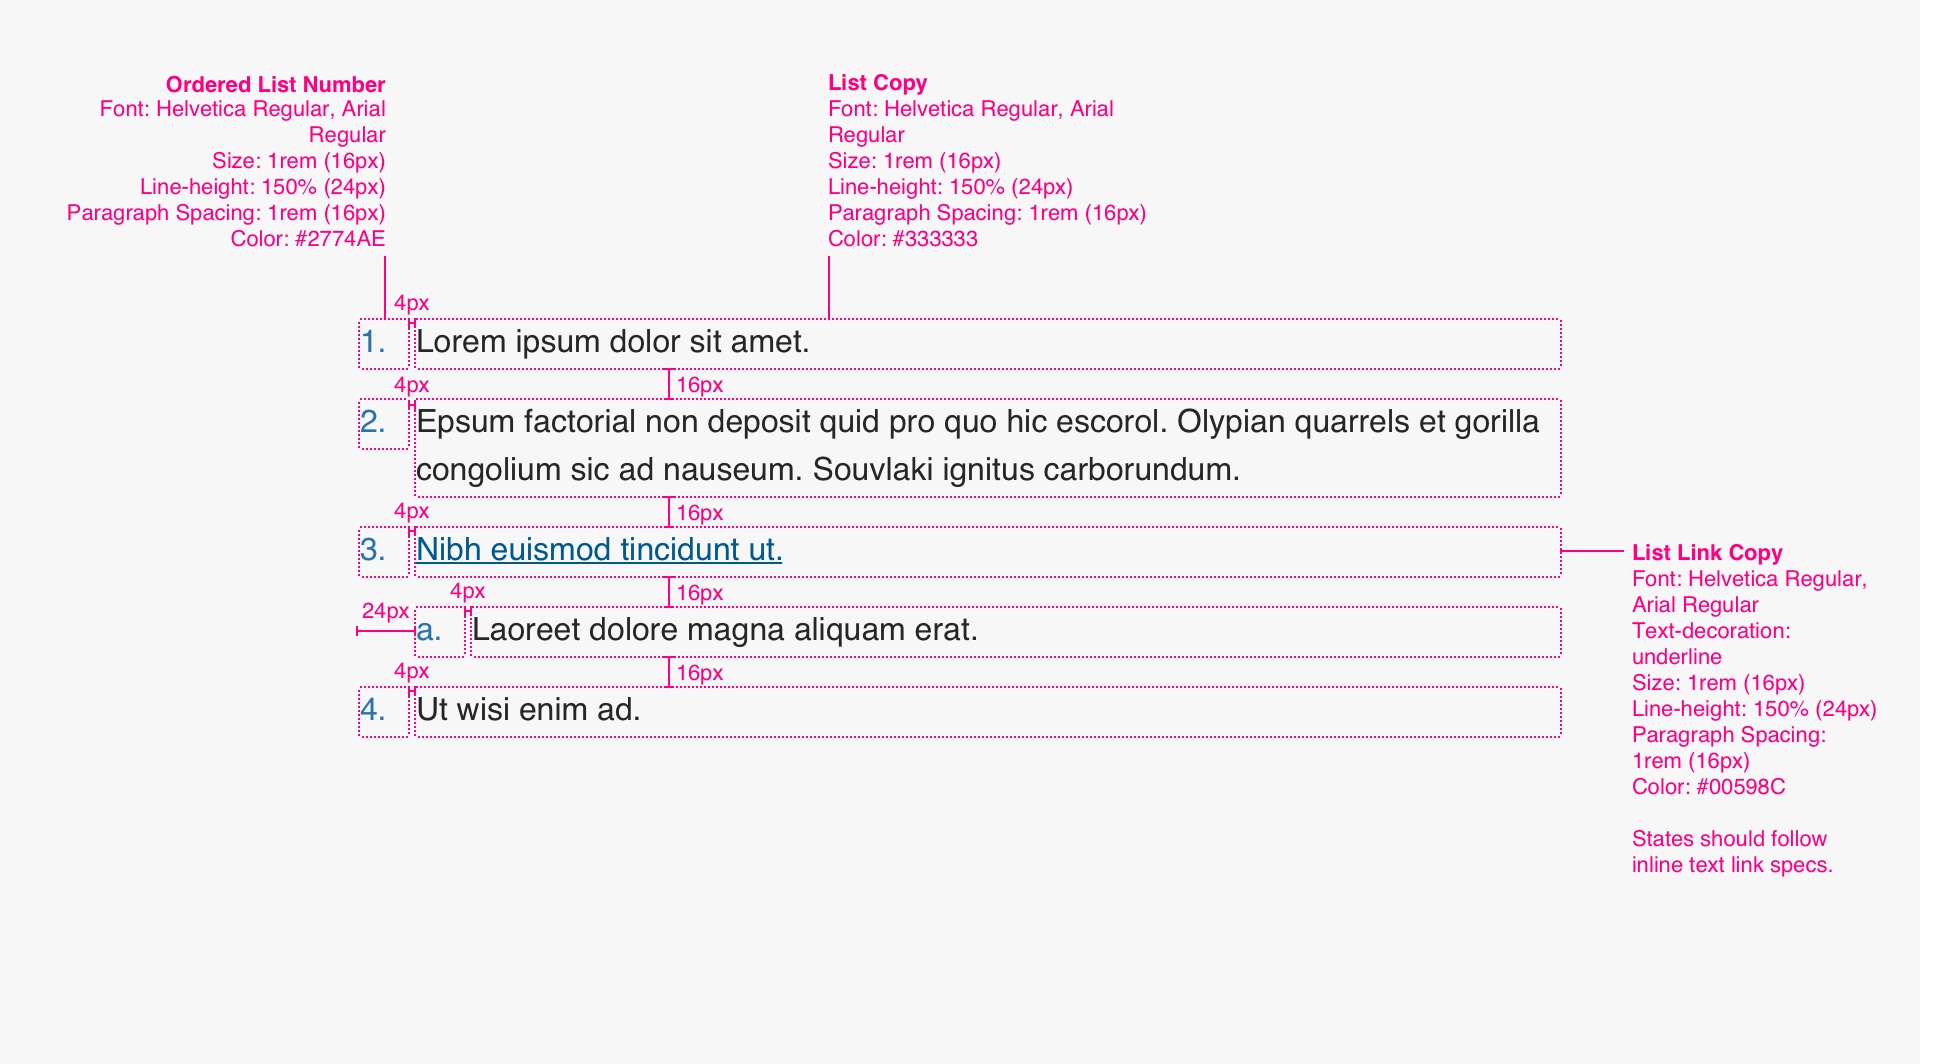 Ordered List Number
Font: Helvetica Regular, Arial
Regular
Size: 1rem (16px)
Line-height: 150% (24px)
Paragraph Spacing: 1rem (16px)
Color: #2774AE
List Copy
Font: Helvetica Regular, Arial
Regular
Size: 1rem (16px)
Line-height: 150% (24px)
Paragraph Spacing: 1rem (16px)
Color: #333333
4px
1. Lorem ipsum dolor sit amet.
4px 16px
2. Epsum factorial non deposit quid pro quo hic escorol. Olypian quarrels et gorilla
congolium sic ad nauseum. Souvlaki ignitus carborundum.
4px 16px
3. Nibh euismod tincidunt ut.
4px 16px
24px
a. Laoreet dolore magna aliquam erat.
4px 16px
4. Ut wisi enim ad.
List Link Copy
Font: Helvetica Regular,
Arial Regular
Text-decoration:
underline
Size: 1rem (16px)
Line-height: 150% (24px)
Paragraph Spacing:
1rem (16px)
Color: #00598C
States should follow
inline text link specs.